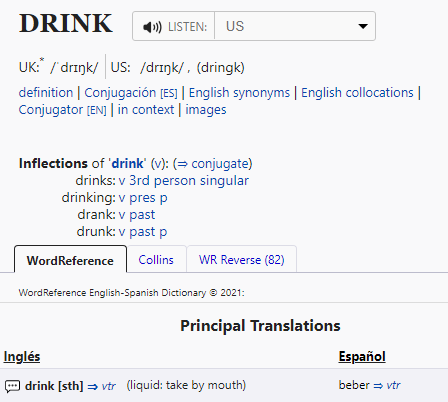 DRINK LISTEN: US
UK:* /ˈdrɪŋk/ US: /drɪŋk/ , (dringk)
definition | Conjugación [ES] | English synonyms | English collocations |
Conjugator [EN] | in context | images
Inflections of 'drink' (v): (⇒ conjugate)
drinks: v 3rd person singular
drinking: v pres p
drank: v past
drunk: v past p
WordReference Collins WR Reverse (82)
WordReference English-Spanish Dictionary © 2021:
Principal Translations
Inglés Español
drink [sth] ⇒ vtr (liquid: take by mouth) beber ⇒ vtr